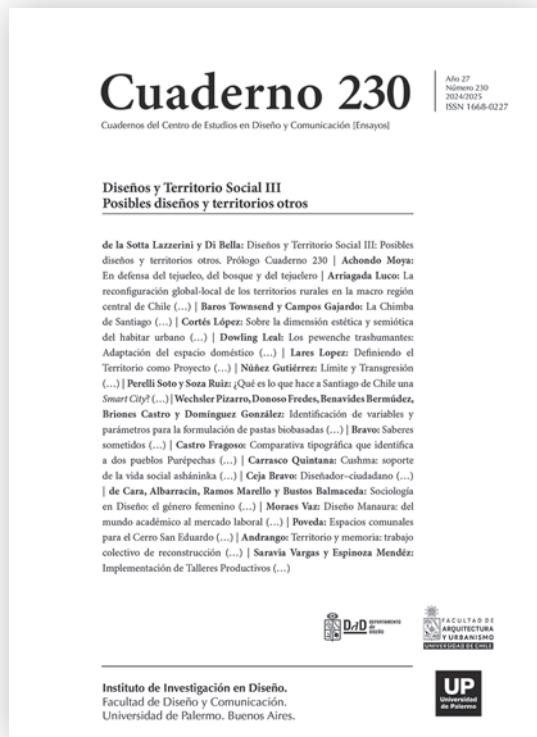 Cuaderno 230
Cuadernos del Centro de Estudios en Diseño y Comunicación [Ensayos]
Año 27
Número 230
2024/2025
ISSN 1668-0227
Diseños y Territorio Social III
Posibles diseños y territorios otros
de la Sotta Lazzerini y Di Bella: Diseños y Territorio Social III: Posibles
diseños y territorios otros. Prólogo Cuaderno 230 | Achondo Moya:
En defensa del tejueleo, del bosque y del tejuelero | Arriagada Luco: La
reconfiguración global-local de los territorios rurales en la macro región
central de Chile (...) | Baros Townsend y Campos Gajardo: La Chimba
de Santiago (...) | Cortés López: Sobre la dimensión estética y semiótica
del habitar urbano (...) | Dowling Leal: Los pewenche trashumantes:
Adaptación del espacio doméstico (...) | Lares Lopez: Definiendo el
Territorio como Proyecto (...) | Núñez Gutiérrez: Límite y Transgresión
(...) | Perelli Soto y Soza Ruiz: ¿Qué es lo que hace a Santiago de Chile una
Smart City? (...) | Wechsler Pizarro, Donoso Fredes, Benavides Bermúdez,
Briones Castro y Domínguez González: Identificación de variables y
parámetros para la formulación de pastas biobasadas (...) | Bravo: Saberes
sometidos (...) | Castro Fragoso: Comparativa tipográfica que identifica
a dos pueblos Purépechas (...) | Carrasco Quintana: Cushma: soporte
de la vida social asháninka (...) | Ceja Bravo: Diseñador–ciudadano (...)
| de Cara, Albarracín, Ramos Marello y Bustos Balmaceda: Sociología
en Diseño: el género femenino (...) | Moraes Vaz: Diseño Manaura: del
mundo académico al mercado laboral (...) | Poveda: Espacios comunales
para el Cerro San Eduardo (...) | Andrango: Territorio y memoria: trabajo
colectivo de reconstrucción (...) | Saravia Vargas y Espinoza Mendéz:
Implementación de Talleres Productivos (...)
DAD DEPARTAMENTO
de
DISEÑO
FACULTAD DE
ARQUITECTURA
Y URBANISMO
UNIVERSIDAD DE CHILE
Instituto de Investigación en Diseño.
Facultad de Diseño y Comunicación.
Universidad de Palermo. Buenos Aires.
UP
Universidad
de Palermo